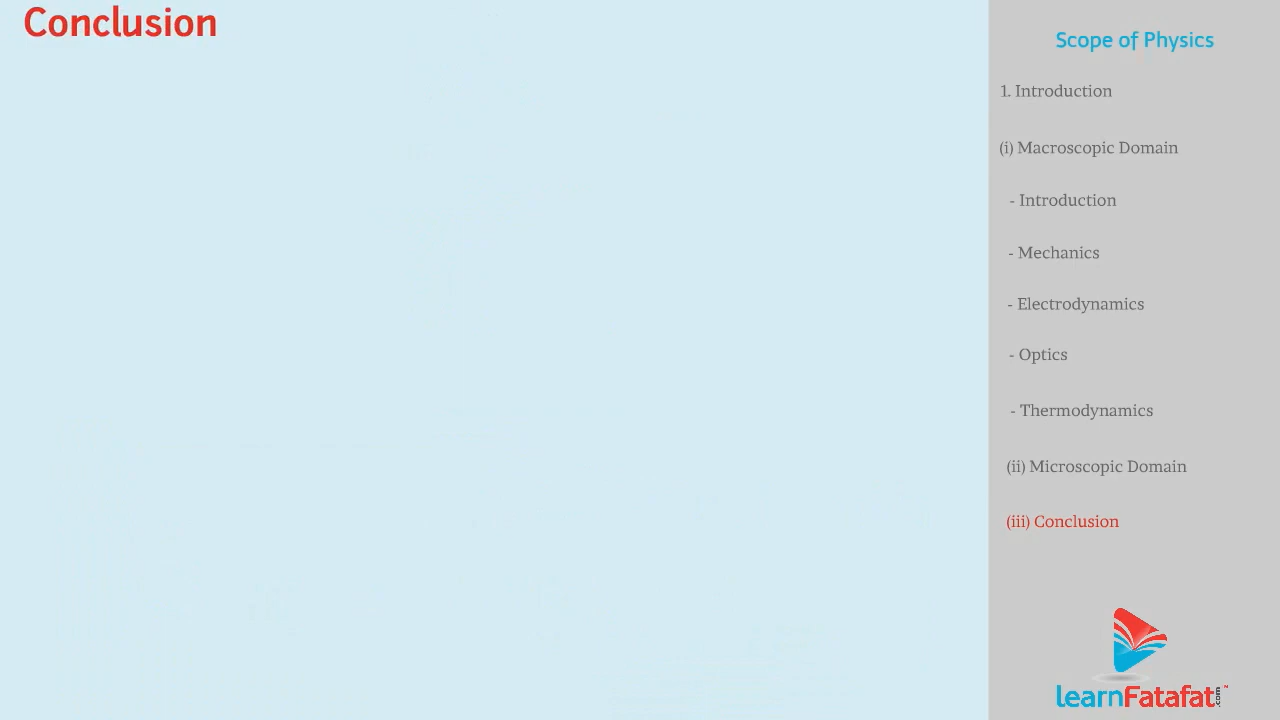 Conclusion
Scope of Physics
1. Introduction
(i) Macroscopic Domain
- Introduction
- Mechanics
- Electrodynamics
- Optics
- Thermodynamics
(ii) Microscopic Domain
(iii) Conclusion
learnFatafat.com™